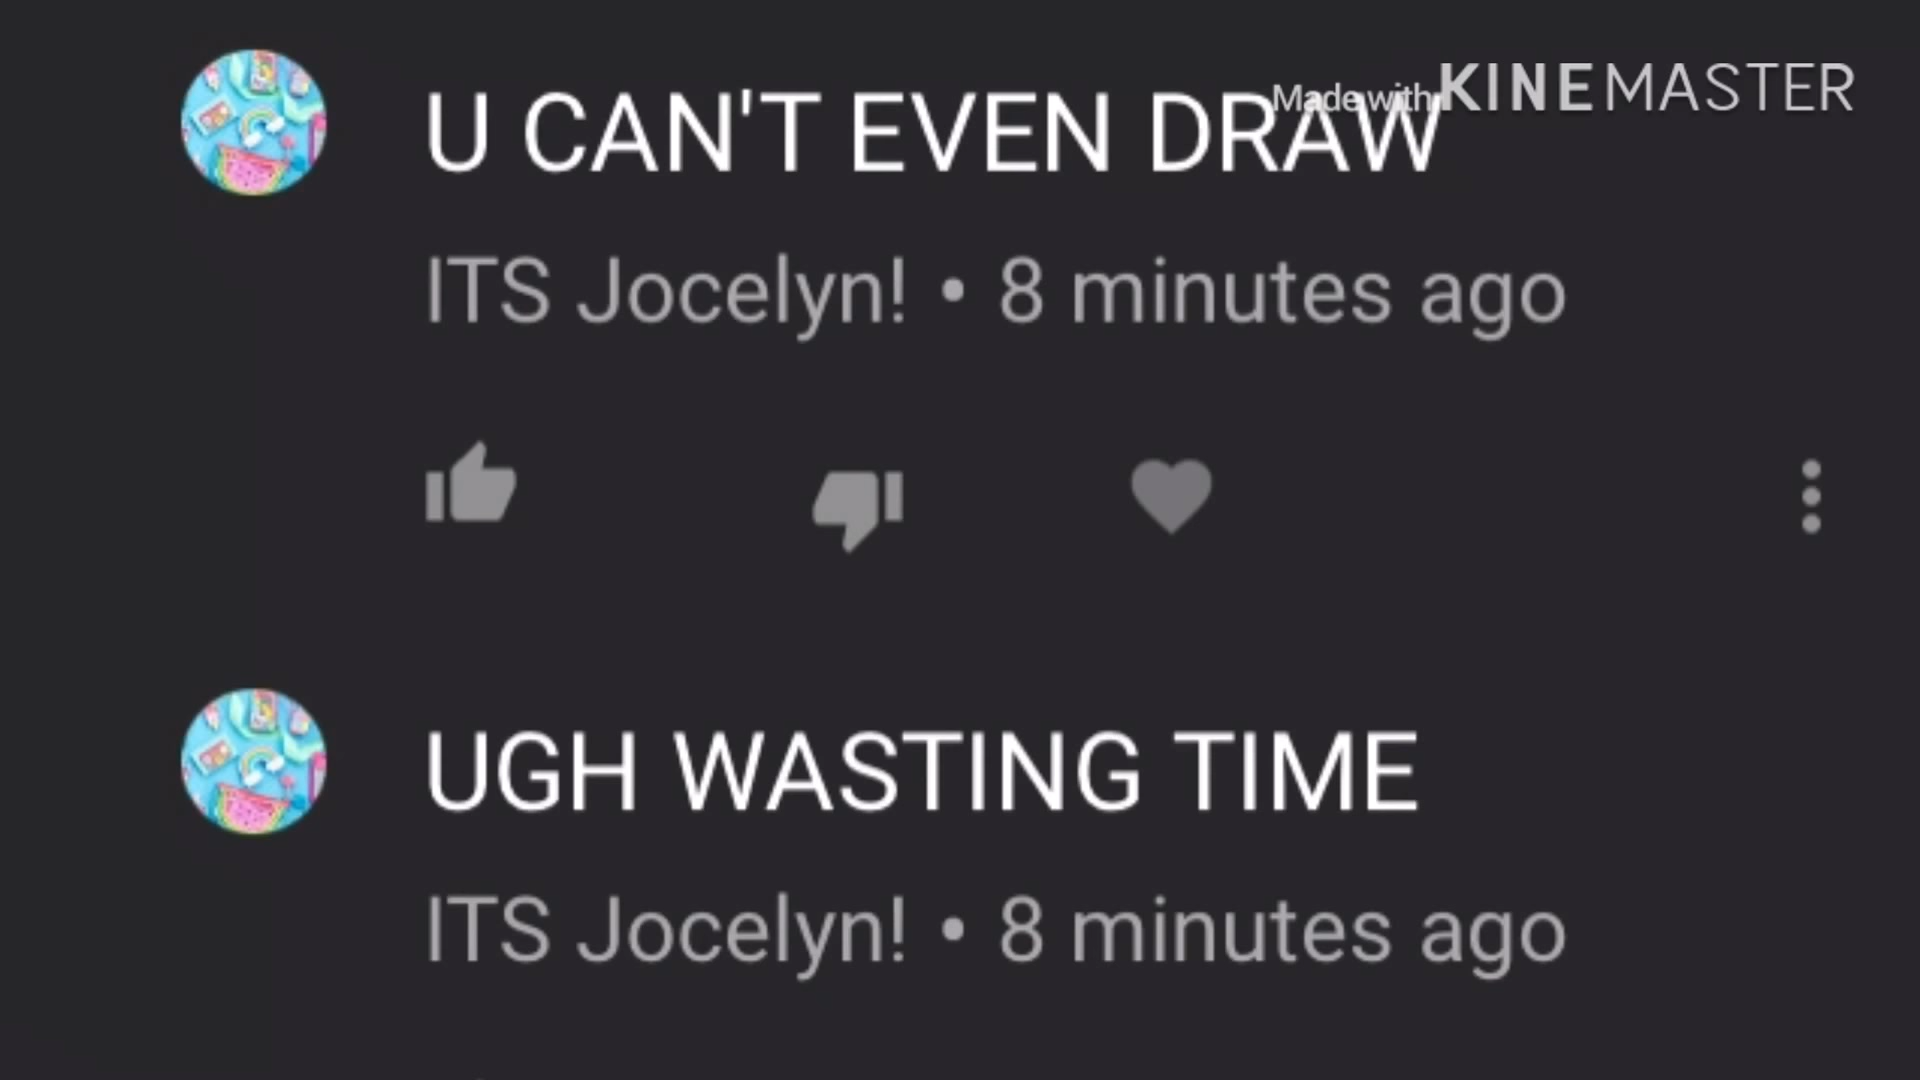 Made with KINEMASTER
U CAN'T EVEN DRAW
ITS Jocelyn! • 8 minutes ago
UGH WASTING TIME
ITS Jocelyn! • 8 minutes ago